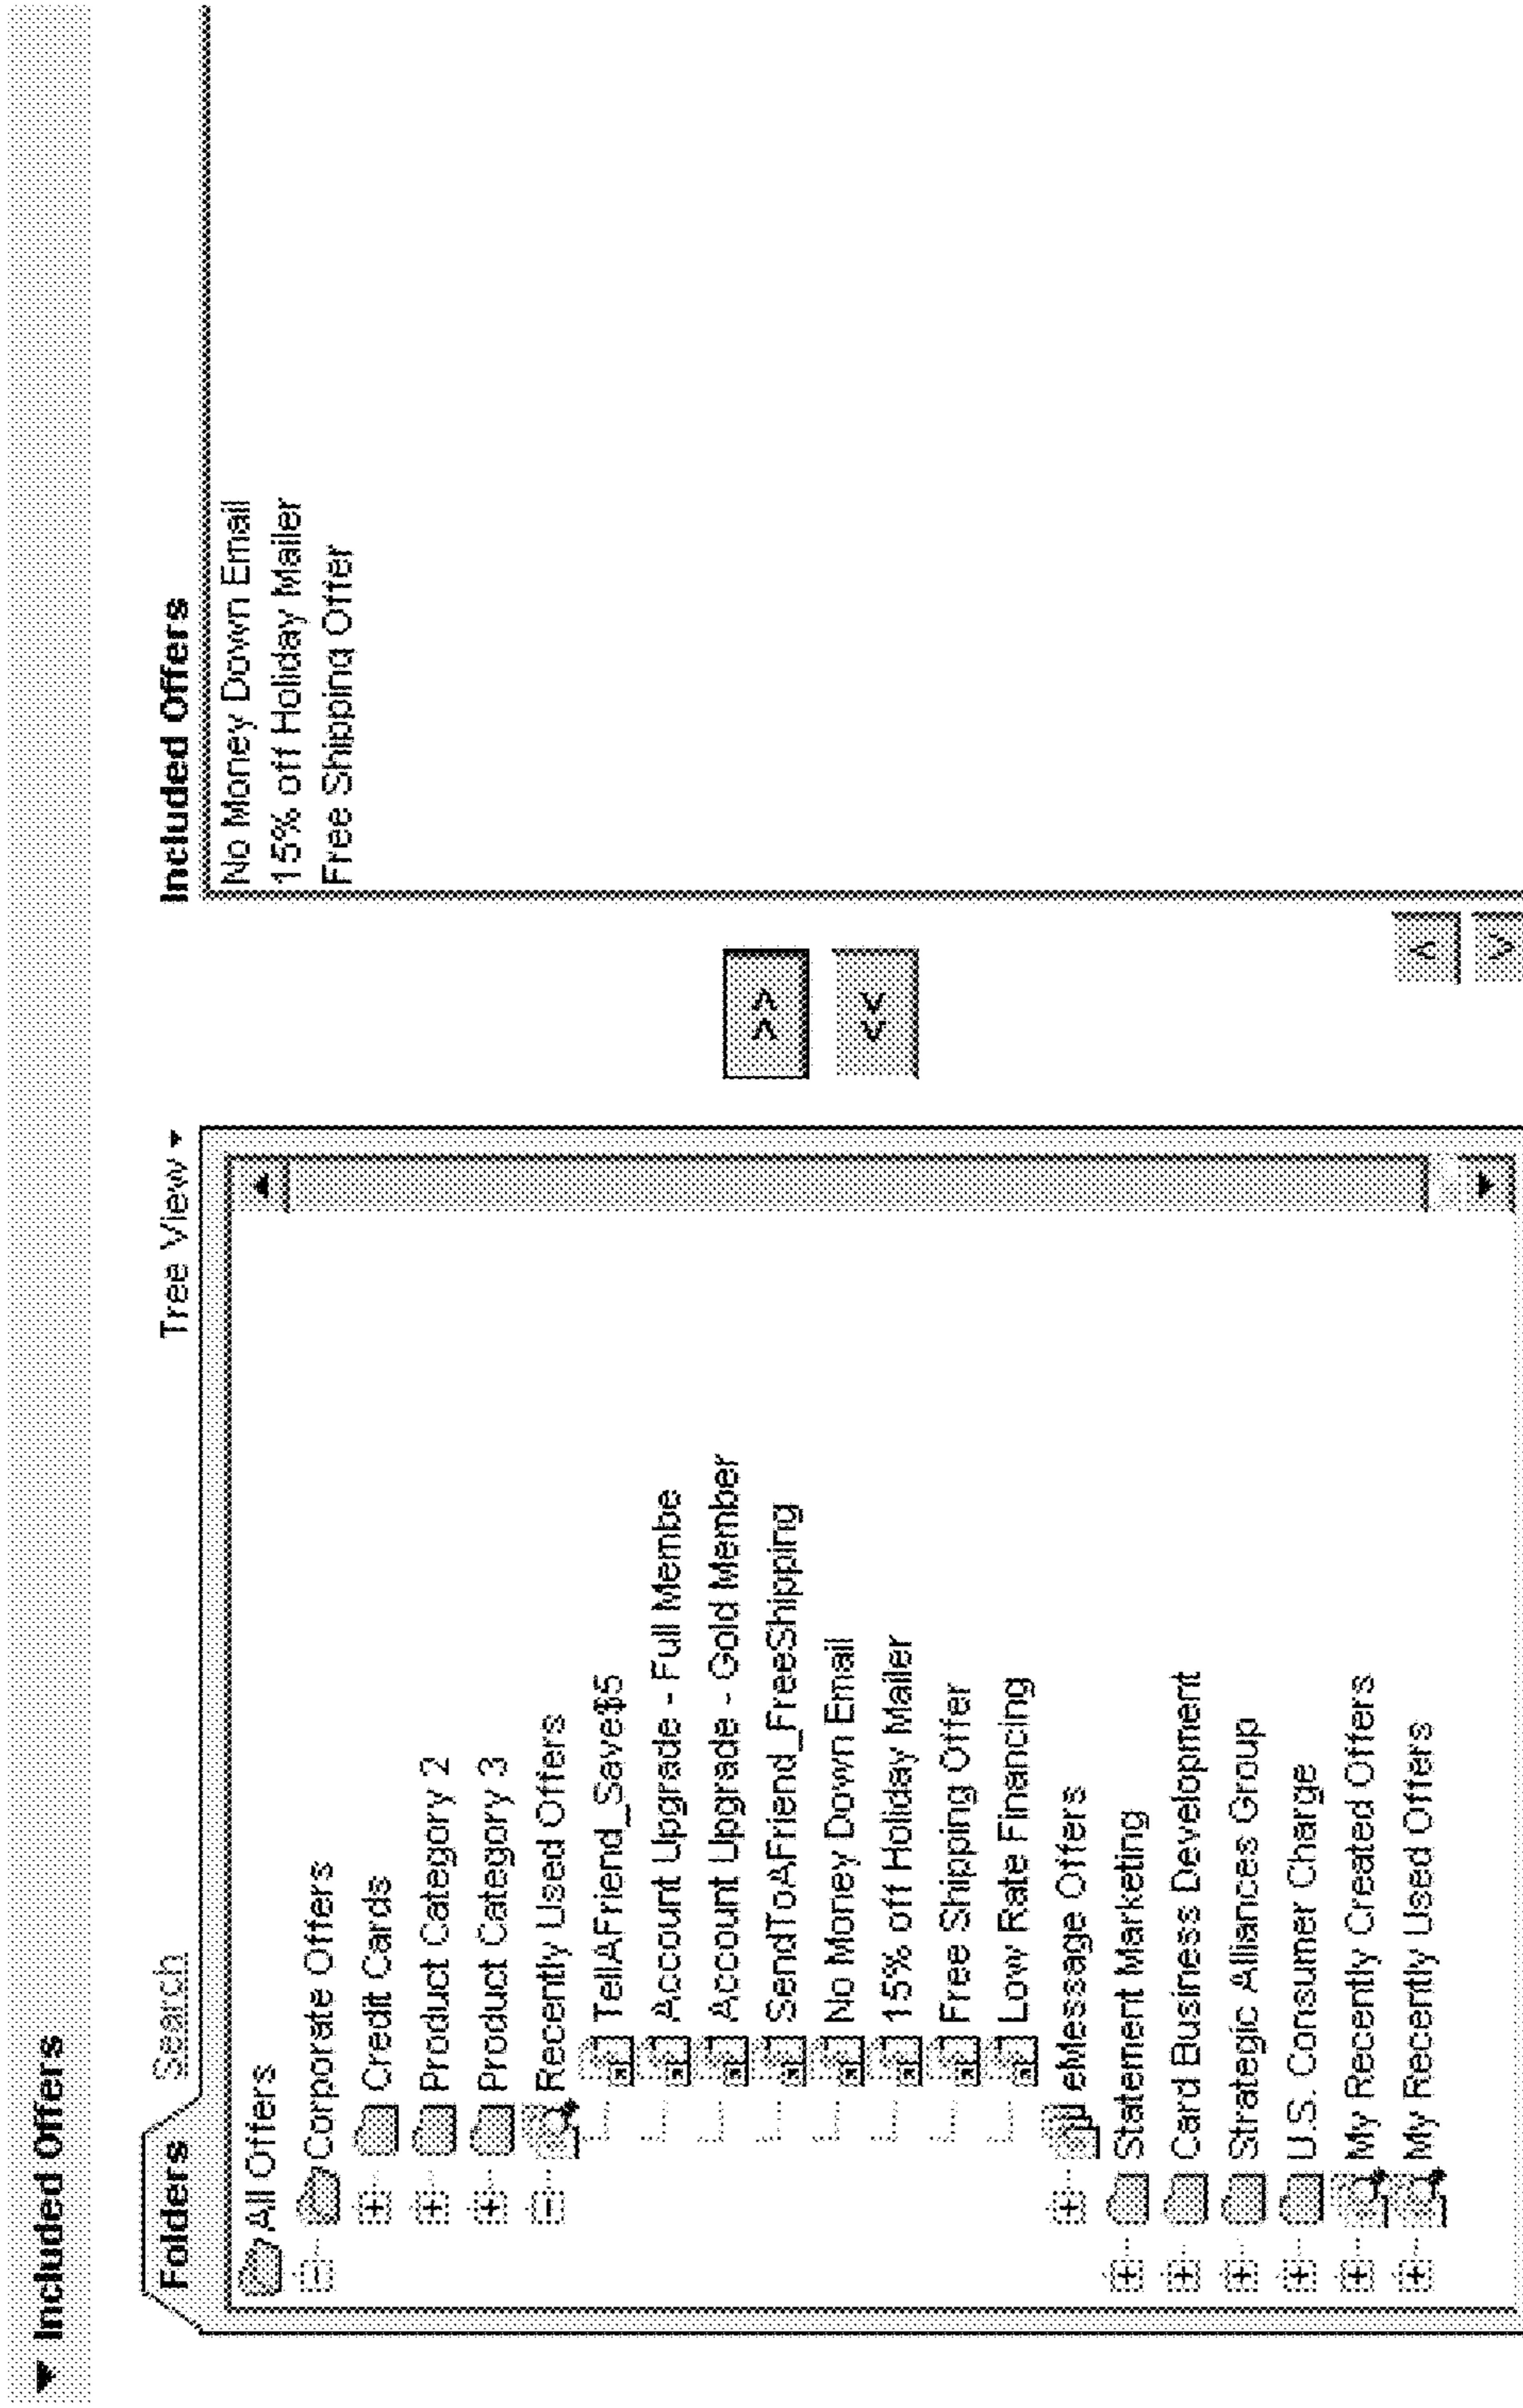 Included Offers
Folders Search Tree View
All Offers
Corporate Offers
Credit Cards
Product Category 2
Product Category 3
Recently Used Offers
TellAFriend_Save$5
Account Upgrade - Full Membe
Account Upgrade - Gold Member
SendToAFriend_FreeShipping
No Money Down Email
15% off Holiday Mailer
Free Shipping Offer
Low Rate Financing
eMessage Offers
Statement Marketing
Card Business Development
Strategic Alliances Group
U.S. Consumer Charge
My Recently Created Offers
My Recently Used Offers
>>
<<
Included Offers
No Money Down Email
15% off Holiday Mailer
Free Shipping Offer